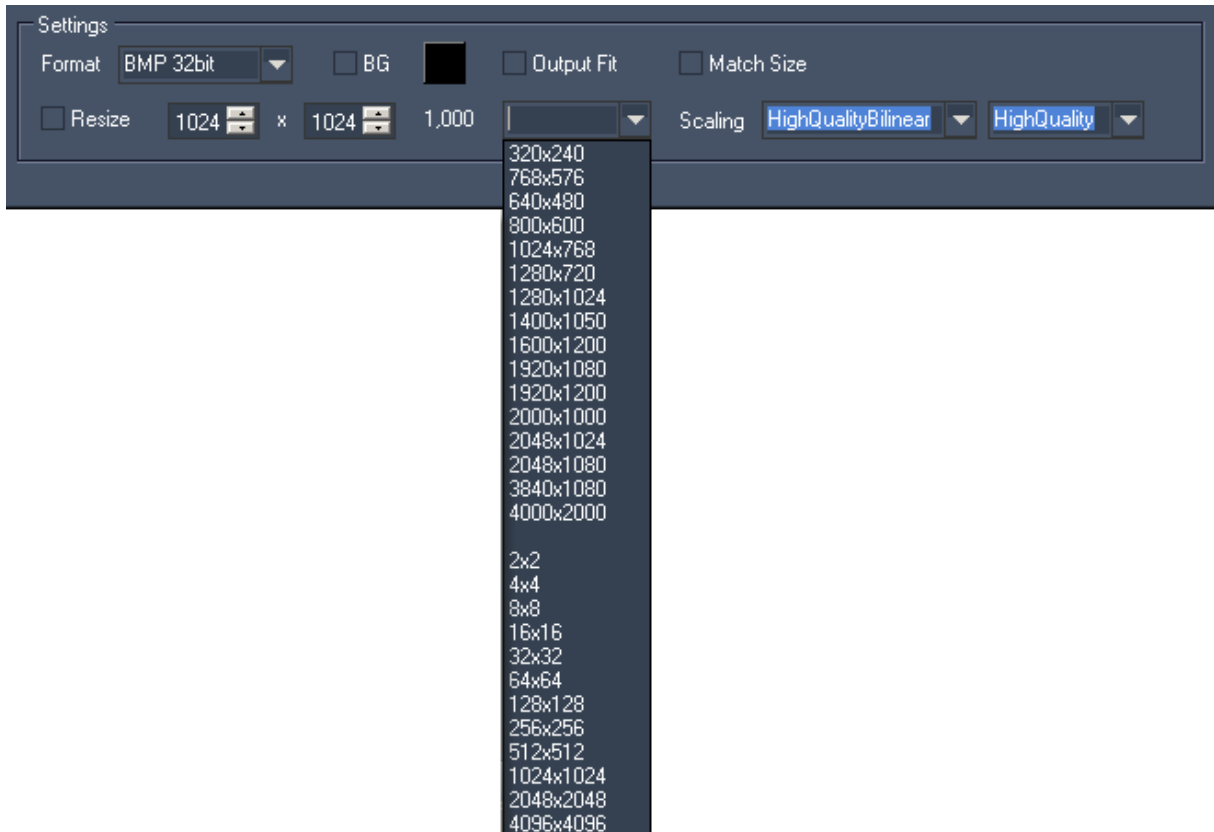 Settings
Format BMP 32bit BG Output Fit Match Size
Resize 1024 x 1024 1,000 Scaling HighQualityBilinear HighQuality
320x240
768x576
640x480
800x600
1024x768
1280x720
1280x1024
1400x1050
1600x1200
1920x1080
1920x1200
2000x1000
2048x1024
2048x1080
3840x1080
4000x2000
2x2
4x4
8x8
16x16
32x32
64x64
128x128
256x256
512x512
1024x1024
2048x2048
4096x4096